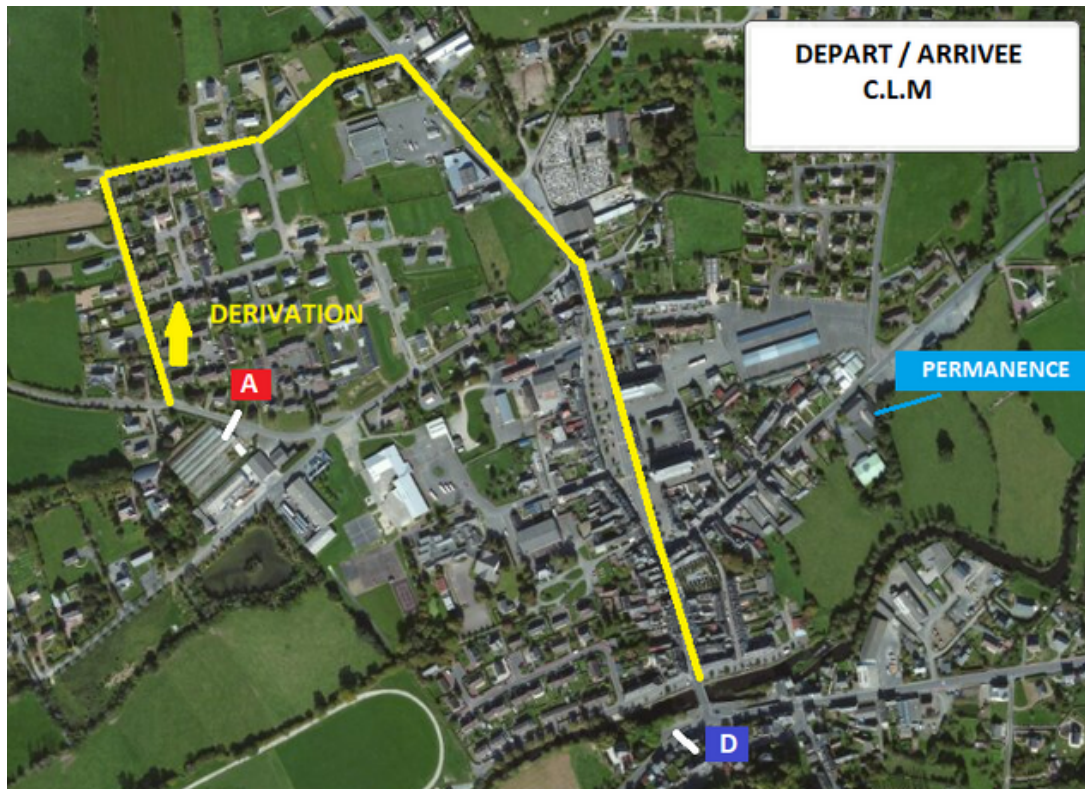 DEPART / ARRIVEE
C.L.M
DERIVATION
A
PERMANENCE
D